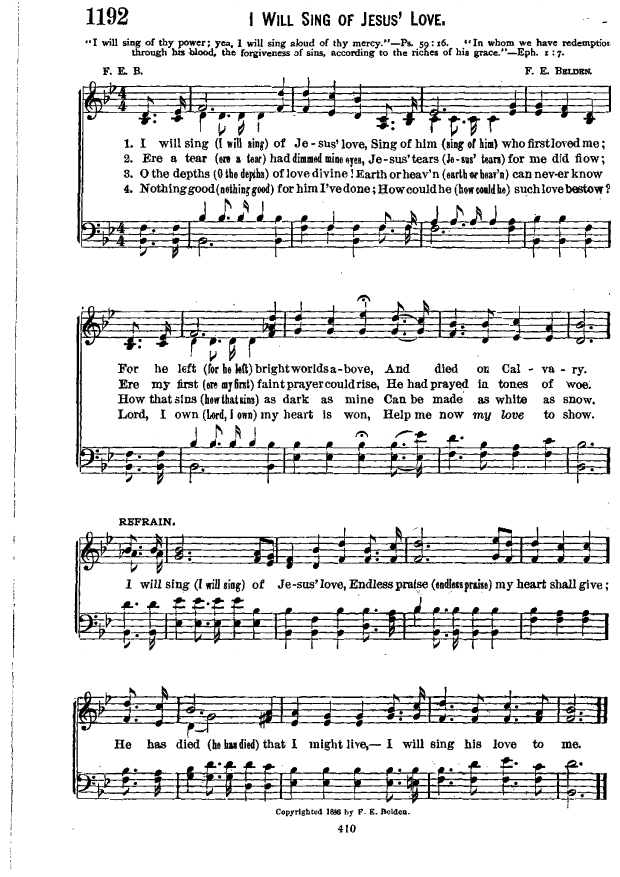 1192
I WILL SING OF JESUS' LOVE.
"I will sing of thy power; yea, I will sing aloud of thy mercy."—Ps. 59:16. "In whom we have redemption
through his blood, the forgiveness of sins, according to the riches of his grace."—Eph. 1:7.
F. E. B. F. E. BELDEN.
1. I will sing (I will sing) of Je-sus' love, Sing of him (sing of him) who first loved me;
2. Ere a tear (ere a tear) had dimmed mine eyes, Je-sus' tears (Je-sus' tears) for me did flow;
3. O the depths (O the depths) of love divine! Earth or heav'n (earth or heav'n) can nev-er know
4. Nothing good (nothing good) for him I've done; How could he (how could he) such love bestow?
For he left (for he left) bright worlds a-bove, And died on Cal-va-ry.
Ere my first (ere my first) faint prayer could rise, He had prayed in tones of woe.
How that sins (how that sins) as dark as mine Can be made as white as snow.
Lord, I own (Lord, I own) my heart is won, Help me now my love to show.
REFRAIN.
I will sing (I will sing) of Je-sus' love, Endless praise (endless praise) my heart shall give;
He has died (he has died) that I might live,— I will sing his love to me.
Copyrighted 1886 by F. E. Belden.
410